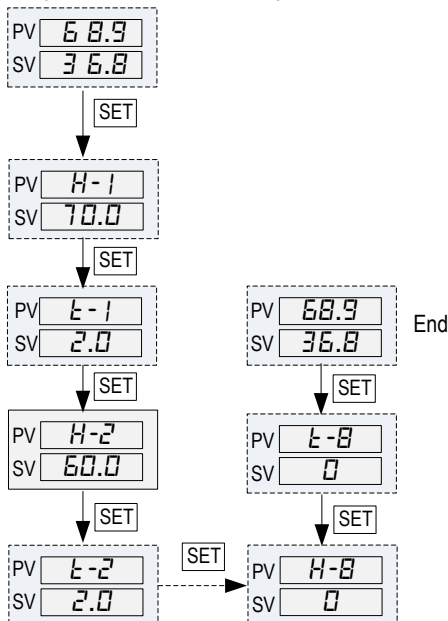 PV 68.9
SV 36.8
SET
PV H-1
SV 70.0
SET
PV t-1
SV 2.0
SET
PV H-2
SV 60.0
SET
PV t-2
SV 2.0
SET
PV 68.9
SV 36.8
End
SET
PV t-8
SV 0
SET
PV H-8
SV 0